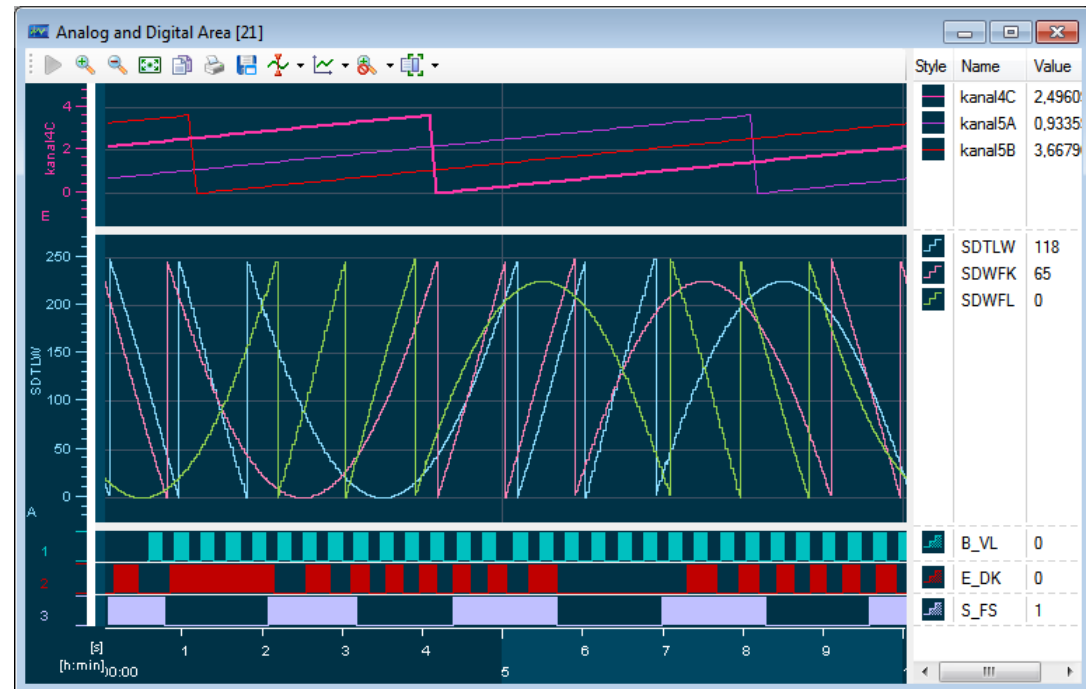 Analog and Digital Area [21]
Style Name Value
kanal4C 2,4960
kanal5A 0,9335
kanal5B 3,6679
4
2
0
kanal4C
E
SDTLW 118
SDWFK 65
SDWFL 0
250
200
150
100
50
0
SDTLW
A
1
B_VL 0
2
E_DK 0
3
S_FS 1
[s] 1 2 3 4 6 7 8 9
[h:min] 00:00 5